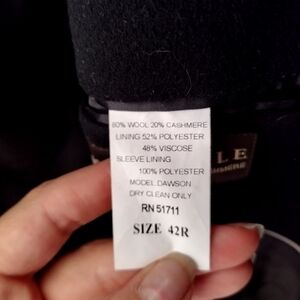 80% WOOL 20% CASHMERE
LINING 52% POLYESTER
48% VISCOSE
SLEEVE LINING
100% POLYESTER
MODEL DAWSON
DRY CLEAN ONLY
RN 51711
SIZE 42R